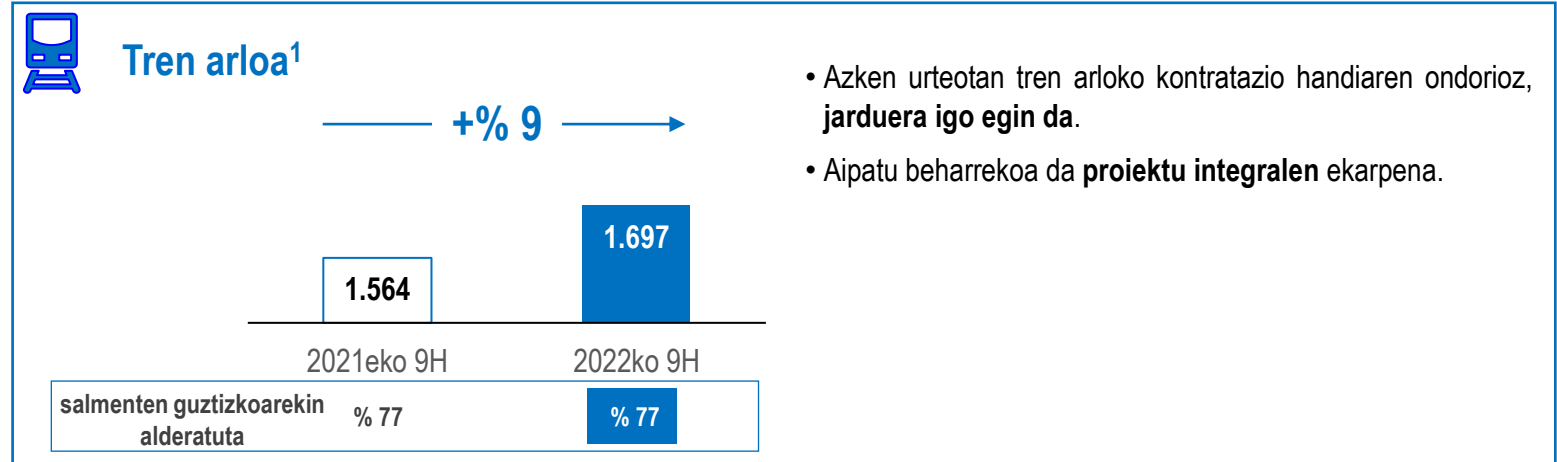 Tren arloa1
+% 9
1.564
1.697
2021eko 9H
2022ko 9H
salmenten guztizkoarekin
alderatuta
% 77
% 77
• Azken urteotan tren arloko kontratazio handiaren ondorioz,
jarduera igo egin da.
• Aipatu beharrekoa da proiektu integralen ekarpena.